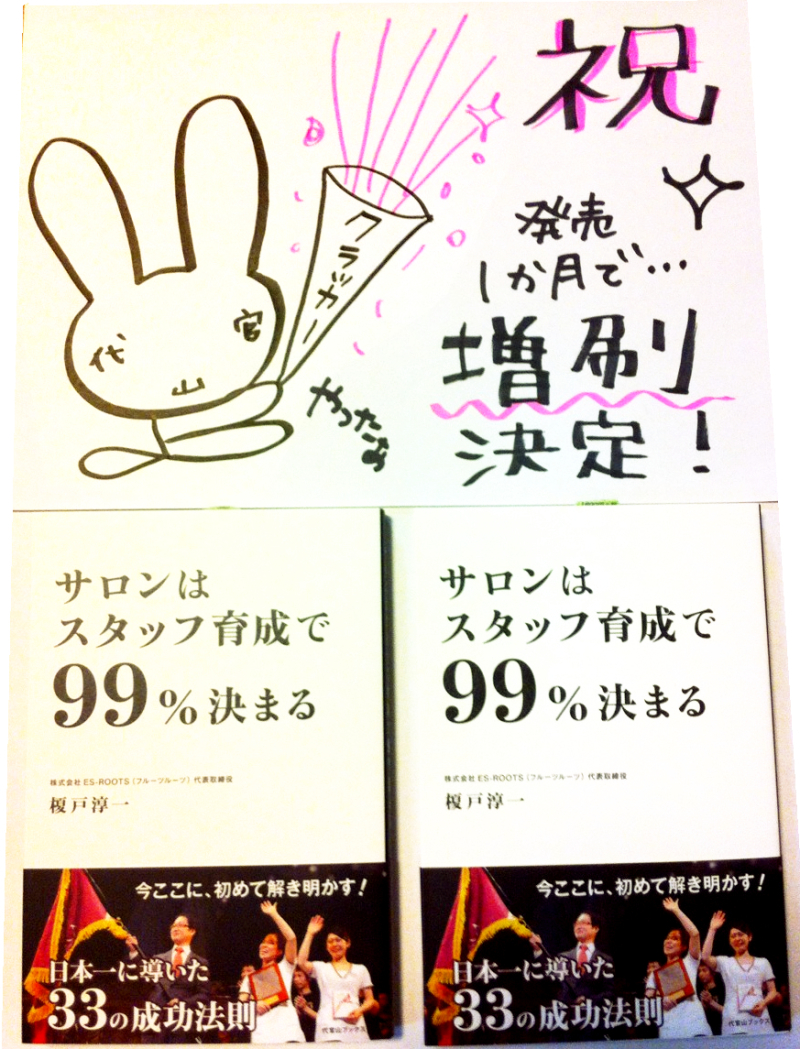 祝
発売
1か月で…
増刷
決定!
クラッカー
代
官
山
やったね
サロンは
スタッフ育成で
99%決まる
株式会社ES-ROOTS(フルーツルーツ)代表取締役
榎戸淳一
今ここに、初めて解き明かす!
日本一に導いた
33の成功法則
代官山ブックス
サロンは
スタッフ育成で
99%決まる
株式会社ES-ROOTS(フルーツルーツ)代表取締役
榎戸淳一
今ここに、初めて解き明かす!
日本一に導いた
33の成功法則
代官山ブックス